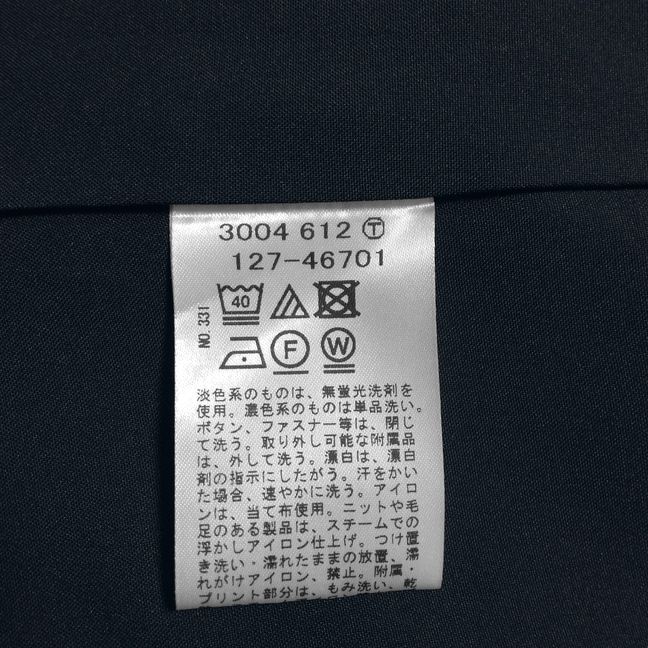 3004 612 Ⓣ
127-46701
NO.331
40
F W
淡色系のものは、無蛍光洗剤を
使用。濃色系のものは単品洗い。
ボタン、ファスナー等は、閉じ
て洗う。取り外し可能な附属品
は、外して洗う。漂白は、漂白
剤の指示にしたがう。汗をかい
た場合、速やかに洗う。アイロ
ンは、当て布使用。ニットや毛
足のある製品は、スチームでの
浮かしアイロン仕上げ。つけ置
き洗い・濡れたままの放置、濡
れがけアイロン、禁止。附属・
プリント部分は、もみ洗い、乾